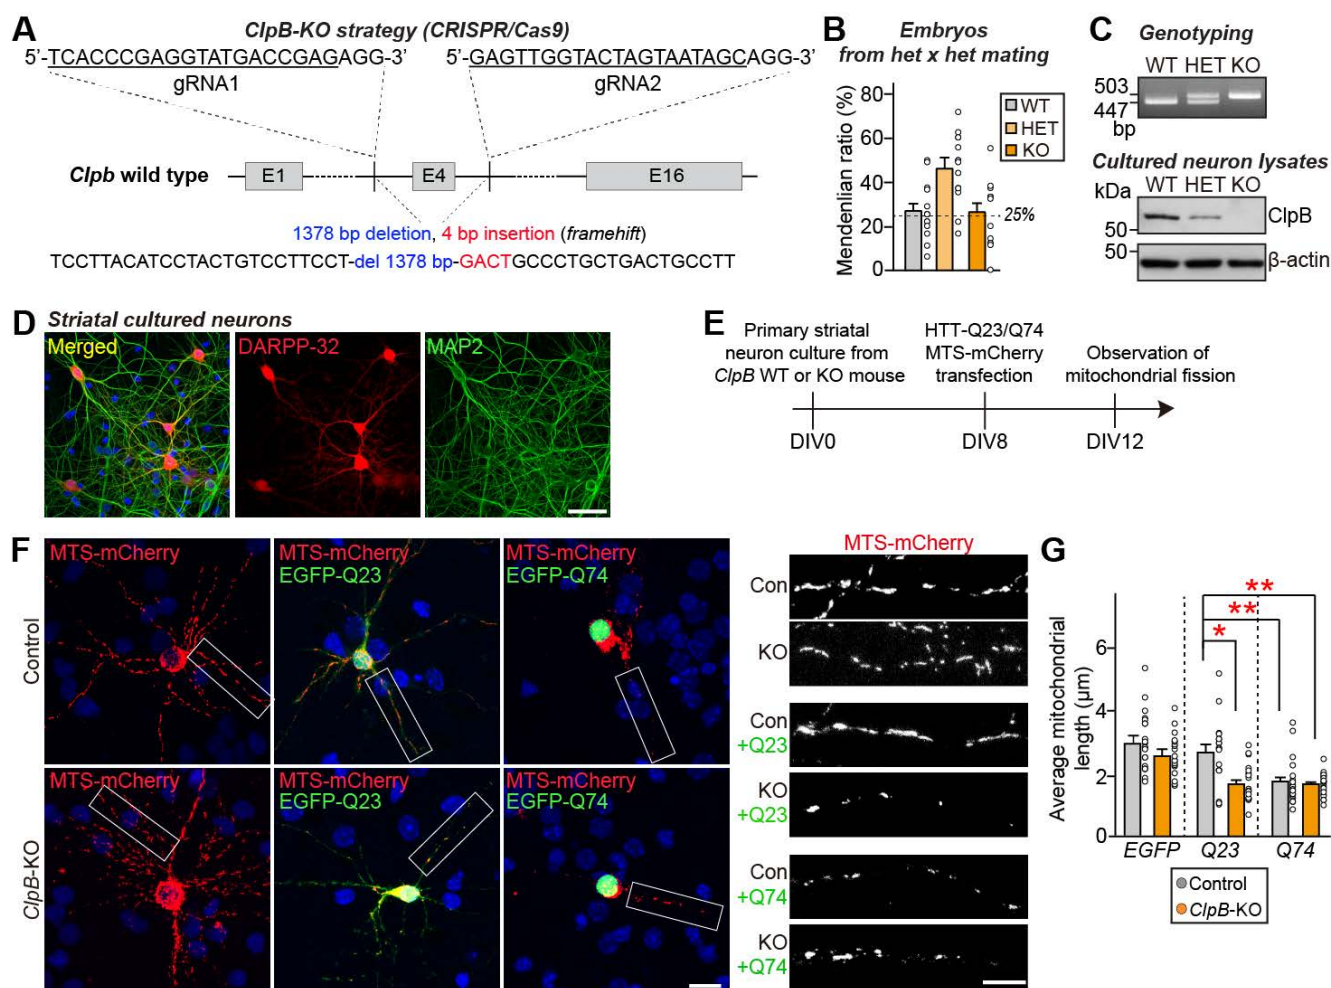 A
ClpB-KO strategy (CRISPR/Cas9)
5'-TCACCCGAGGTATGACCGAGAGG-3'
5'-GAGTTGGTACTAGTAATAGCAGG-3'
gRNA1
gRNA2
Clpb wild type
E1
E4
E16
1378 bp deletion, 4 bp insertion (framehift)
TCCTTACATCCTACTGTCCTTCCT-del 1378 bp-GACTGCCCTGCTGACTGCCTT
B
Embryos
from het x het mating
Mendenlian ratio (%)
80
60
40
20
0
WT
HET
KO
25%
C
Genotyping
WT HET KO
503
447
bp
Cultured neuron lysates
kDa
WT HET KO
50
ClpB
50
β-actin
D
Striatal cultured neurons
Merged
DARPP-32
MAP2
E
Primary striatal
neuron culture from
ClpB WT or KO mouse
HTT-Q23/Q74
MTS-mCherry
transfection
Observation of
mitochondrial fission
DIV0
DIV8
DIV12
F
Control
MTS-mCherry
MTS-mCherry
EGFP-Q23
MTS-mCherry
EGFP-Q74
ClpB-KO
MTS-mCherry
MTS-mCherry
EGFP-Q23
MTS-mCherry
EGFP-Q74
MTS-mCherry
Con
KO
Con
+Q23
KO
+Q23
Con
+Q74
KO
+Q74
G
Average mitochondrial
length (μm)
6
4
2
0
**
**
*
EGFP
Q23
Q74
Control
ClpB-KO